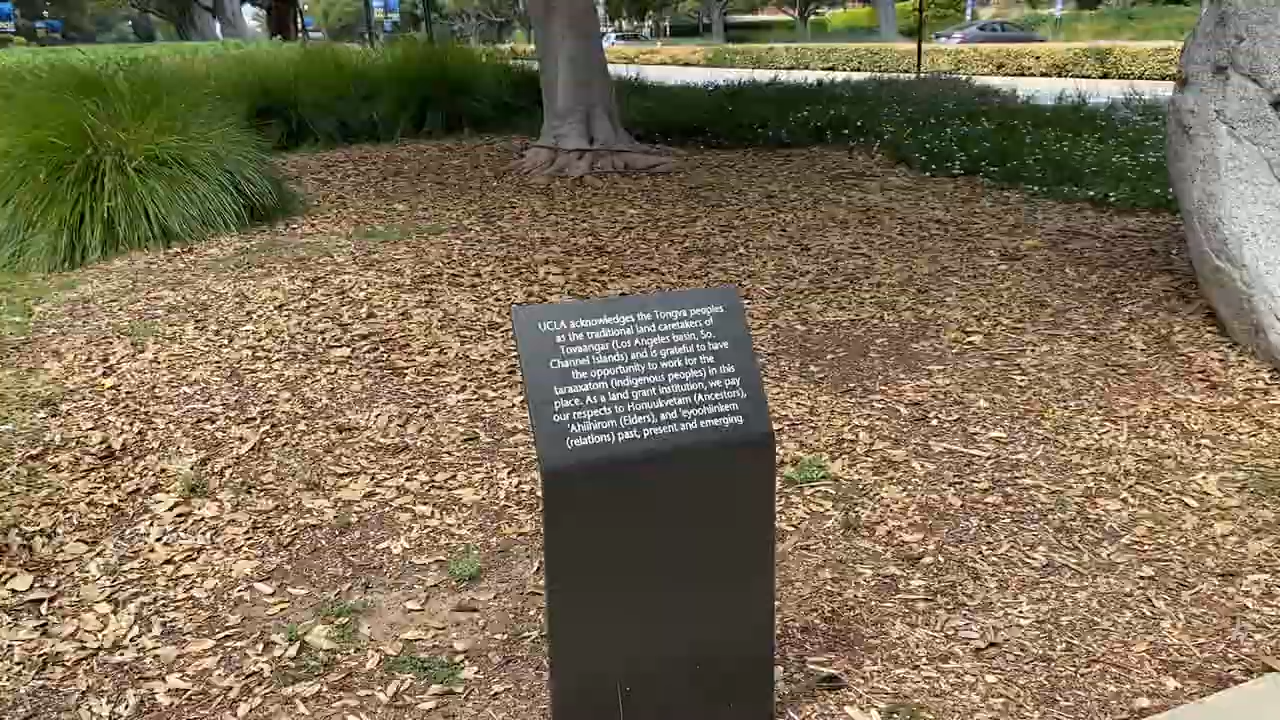 UCLA acknowledges the Tongva peoples
as the traditional land caretakers of
Tovaangar (Los Angeles basin, So.
Channel Islands) and is grateful to have
the opportunity to work for the
taraaxatom (indigenous peoples) in this
place. As a land grant institution, we pay
our respects to Honuukvetam (Ancestors),
'Ahiihirom (Elders), and 'eyoohiinkem
(relations) past, present and emerging.